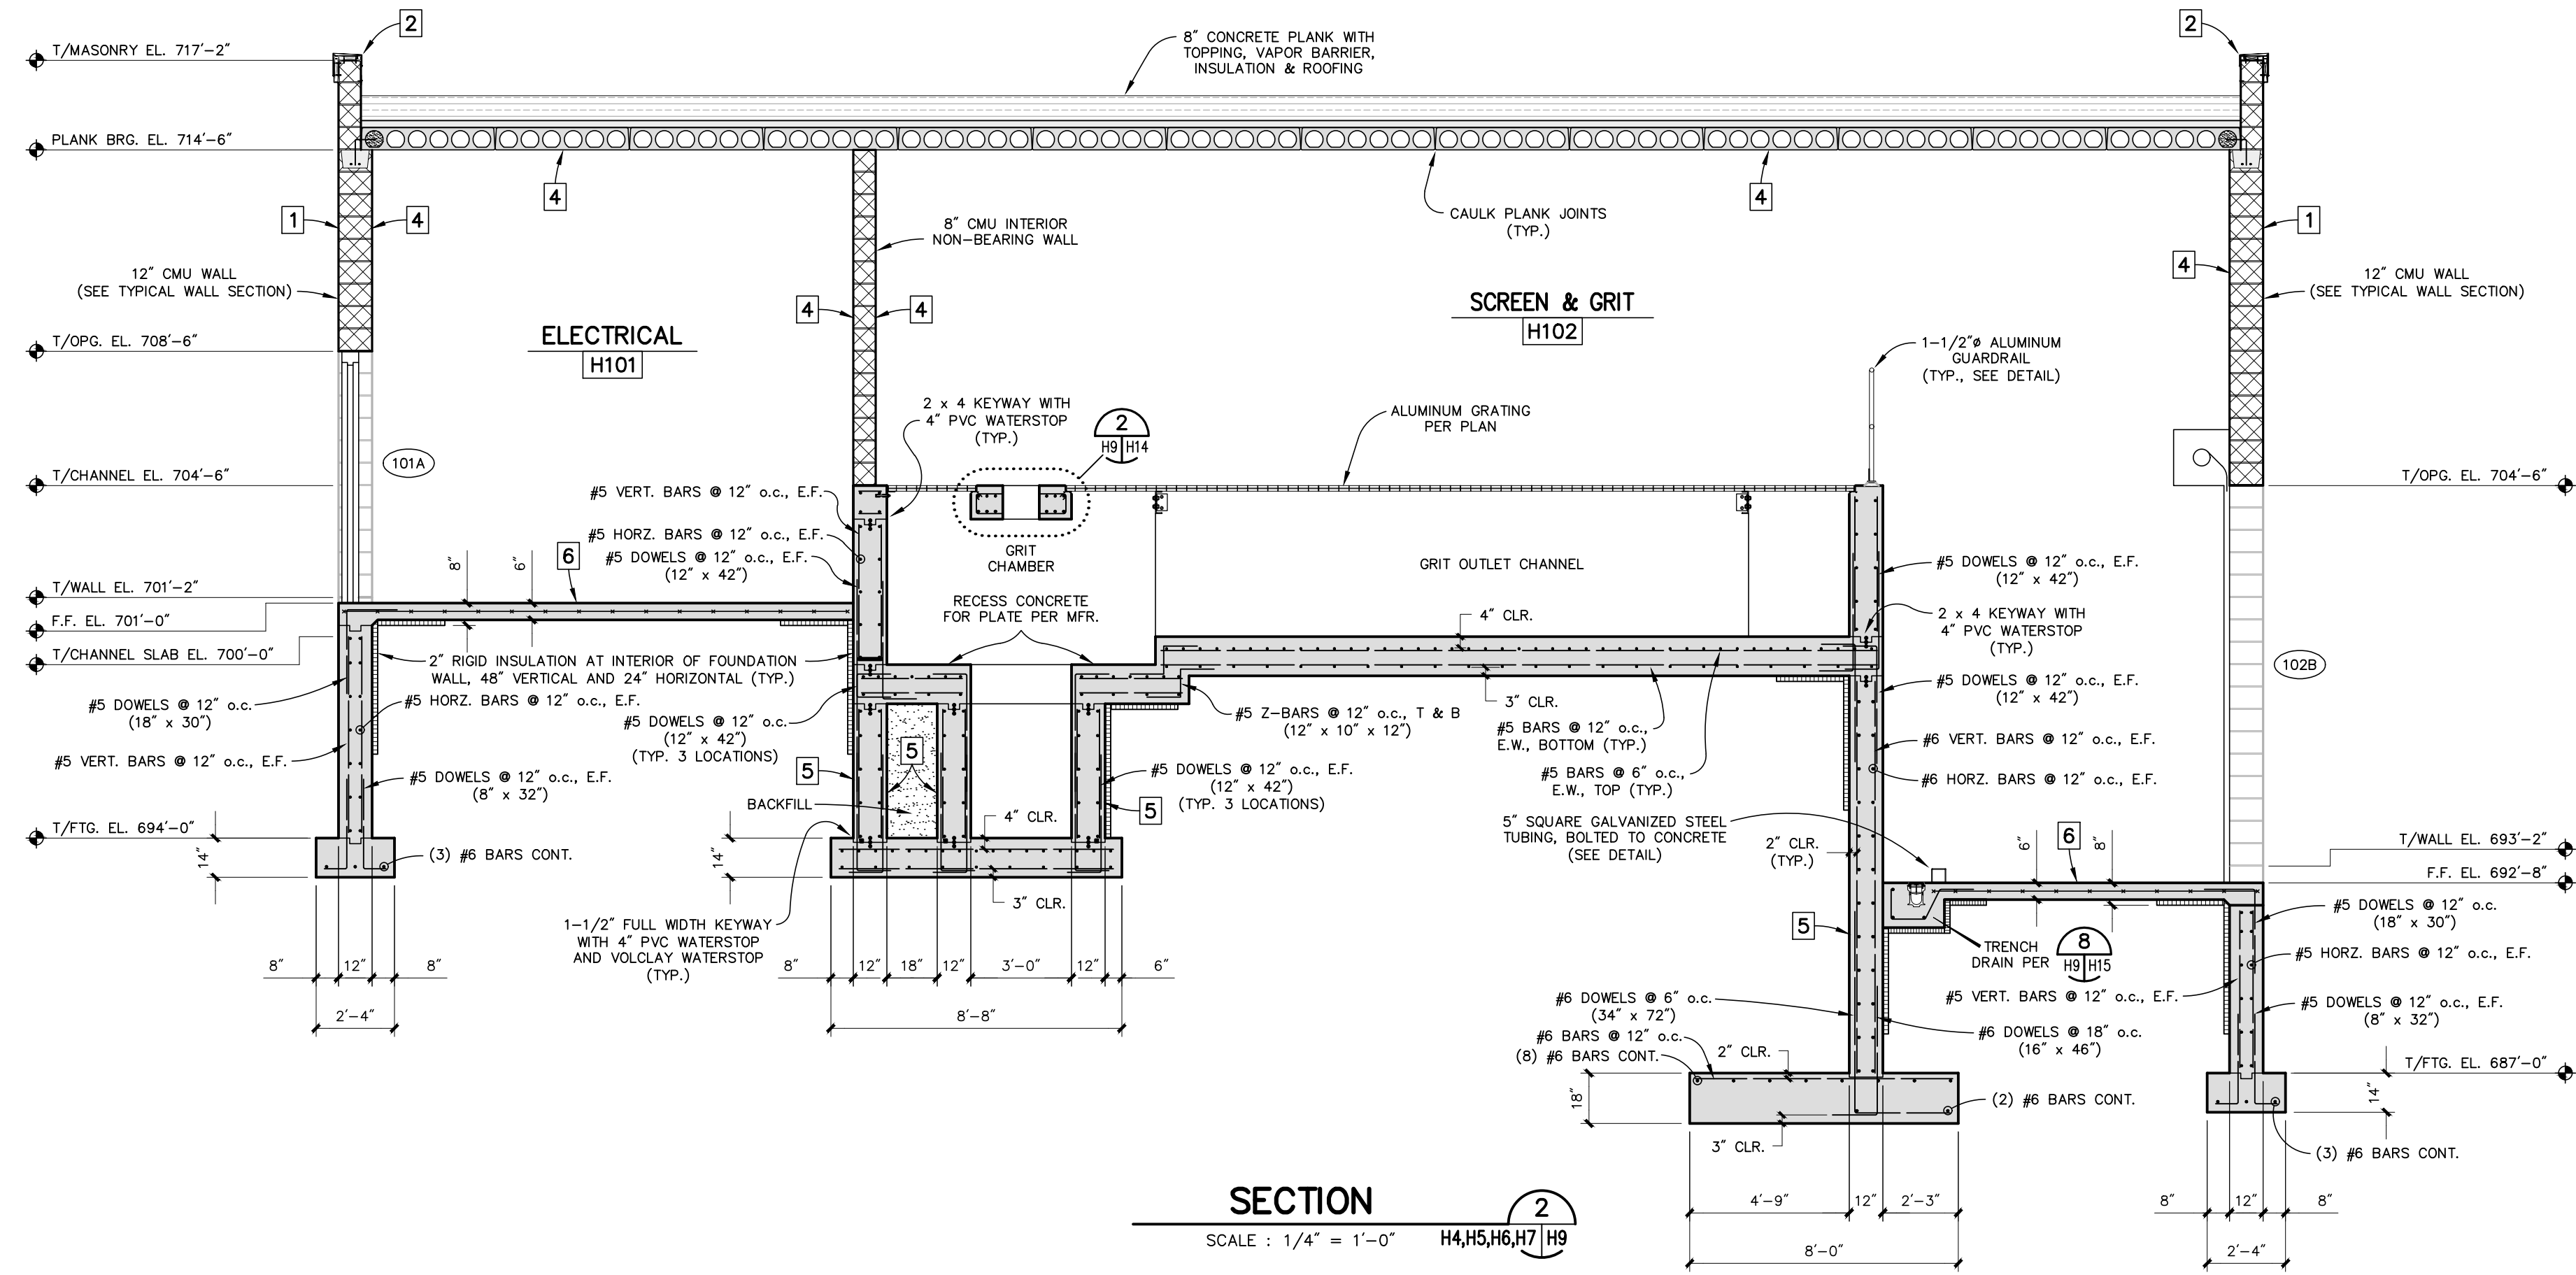 2
2
T/MASONRY EL. 717'-2"
8" CONCRETE PLANK WITH
TOPPING, VAPOR BARRIER,
INSULATION & ROOFING
PLANK BRG. EL. 714'-6"
4
4
1
4
8" CMU INTERIOR
NON-BEARING WALL
CAULK PLANK JOINTS
(TYP.)
1
4
12" CMU WALL
(SEE TYPICAL WALL SECTION)
12" CMU WALL
(SEE TYPICAL WALL SECTION)
4
4
ELECTRICAL
H101
SCREEN & GRIT
H102
T/OPG. EL. 708'-6"
1-1/2"ø ALUMINUM
GUARDRAIL
(TYP., SEE DETAIL)
2 x 4 KEYWAY WITH
4" PVC WATERSTOP
(TYP.)
2
H9 H14
ALUMINUM GRATING
PER PLAN
101A
T/CHANNEL EL. 704'-6"
T/OPG. EL. 704'-6"
#5 VERT. BARS @ 12" o.c., E.F.
#5 HORZ. BARS @ 12" o.c., E.F.
#5 DOWELS @ 12" o.c., E.F.
(12" x 42")
8"
6"
6
GRIT
CHAMBER
GRIT OUTLET CHANNEL
#5 DOWELS @ 12" o.c., E.F.
(12" x 42")
T/WALL EL. 701'-2"
F.F. EL. 701'-0"
T/CHANNEL SLAB EL. 700'-0"
RECESS CONCRETE
FOR PLATE PER MFR.
4" CLR.
2 x 4 KEYWAY WITH
4" PVC WATERSTOP
(TYP.)
102B
2" RIGID INSULATION AT INTERIOR OF FOUNDATION
WALL, 48" VERTICAL AND 24" HORIZONTAL (TYP.)
#5 DOWELS @ 12" o.c.
(18" x 30")
#5 HORZ. BARS @ 12" o.c., E.F.
#5 DOWELS @ 12" o.c.
(12" x 42")
(TYP. 3 LOCATIONS)
#5 Z-BARS @ 12" o.c., T & B
(12" x 10" x 12")
3" CLR.
#5 BARS @ 12" o.c.,
E.W., BOTTOM (TYP.)
#5 DOWELS @ 12" o.c., E.F.
(12" x 42")
#6 VERT. BARS @ 12" o.c., E.F.
#6 HORZ. BARS @ 12" o.c., E.F.
#5 VERT. BARS @ 12" o.c., E.F.
#5 DOWELS @ 12" o.c., E.F.
(8" x 32")
5
5
BACKFILL
#5 DOWELS @ 12" o.c., E.F.
(12" x 42")
(TYP. 3 LOCATIONS)
5
#5 BARS @ 6" o.c.,
E.W., TOP (TYP.)
4" CLR.
5" SQUARE GALVANIZED STEEL
TUBING, BOLTED TO CONCRETE
(SEE DETAIL)
2" CLR.
(TYP.)
6"
6
8"
T/FTG. EL. 694'-0"
T/WALL EL. 693'-2"
F.F. EL. 692'-8"
14"
(3) #6 BARS CONT.
14"
3" CLR.
1-1/2" FULL WIDTH KEYWAY
WITH 4" PVC WATERSTOP
AND VOLCLAY WATERSTOP
(TYP.)
5
TRENCH
DRAIN PER
8
H9 H15
#5 DOWELS @ 12" o.c.
(18" x 30")
#5 HORZ. BARS @ 12" o.c., E.F.
#5 VERT. BARS @ 12" o.c., E.F.
#5 DOWELS @ 12" o.c., E.F.
(8" x 32")
8" 12" 8"
2'-4"
8" 12" 18" 12" 3'-0" 12" 6"
8'-8"
#6 DOWELS @ 6" o.c.
(34" x 72")
#6 BARS @ 12" o.c.
(8) #6 BARS CONT.
2" CLR.
#6 DOWELS @ 18" o.c.
(16" x 46")
T/FTG. EL. 687'-0"
18"
(2) #6 BARS CONT.
14"
3" CLR.
(3) #6 BARS CONT.
4'-9" 12" 2'-3"
8'-0"
8" 12" 8"
2'-4"
SECTION
2
SCALE : 1/4" = 1'-0"
H4,H5,H6,H7 H9